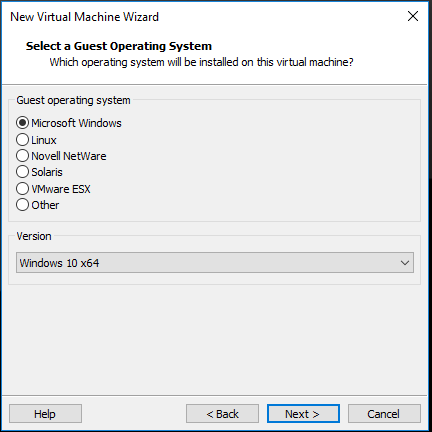 New Virtual Machine Wizard
Select a Guest Operating System
Which operating system will be installed on this virtual machine?
Guest operating system
Microsoft Windows
Linux
Novell NetWare
Solaris
VMware ESX
Other
Version
Windows 10 x64
Help
< Back
Next >
Cancel